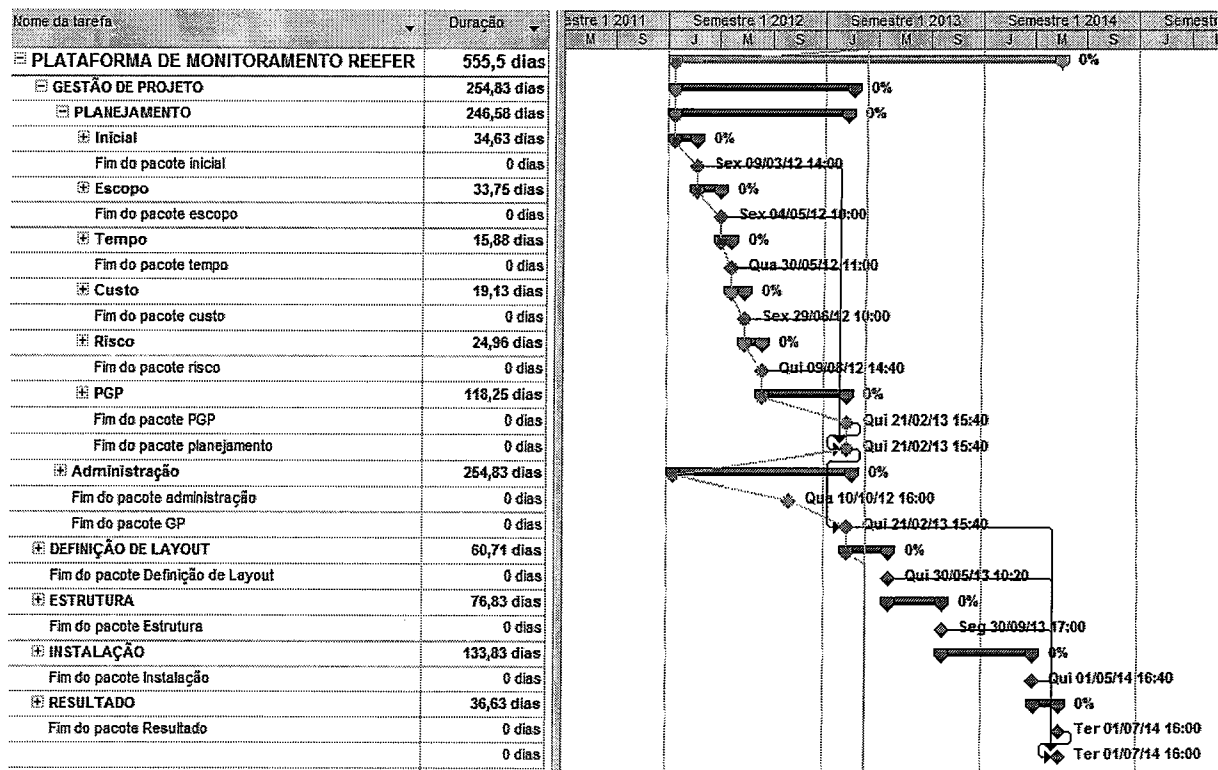 Nome da tarefa Duração estre 1 2011 Semestre 1 2012 Semestre 1 2013 Semestre 1 2014 Semest
M S J M S J M S J M S J
PLATAFORMA DE MONITORAMENTO REEFER 555,5 dias 0%
GESTÃO DE PROJETO 254,83 dias 0%
PLANEJAMENTO 246,58 dias 0%
Inicial 34,63 dias 0%
Fim do pacote inicial 0 dias Sex 09/03/12 14:00
Escopo 33,75 dias 0%
Fim do pacote escopo 0 dias Sex 04/05/12 10:00
Tempo 15,88 dias 0%
Fim do pacote tempo 0 dias Qua 30/05/12 11:00
Custo 19,13 dias 0%
Fim do pacote custo 0 dias Sex 29/06/12 10:00
Risco 24,96 dias 0%
Fim do pacote risco 0 dias Qui 09/08/12 14:40
PGP 118,25 dias 0%
Fim do pacote PGP 0 dias Qui 21/02/13 15:40
Fim do pacote planejamento 0 dias Qui 21/02/13 15:40
Administração 254,83 dias 0%
Fim do pacote administração 0 dias Qua 10/10/12 16:00
Fim do pacote GP 0 dias Qui 21/02/13 15:40
DEFINIÇÃO DE LAYOUT 60,71 dias 0%
Fim do pacote Definição de Layout 0 dias Qui 30/05/13 10:20
ESTRUTURA 76,83 dias 0%
Fim do pacote Estrutura 0 dias Seg 30/09/13 17:00
INSTALAÇÃO 133,83 dias 0%
Fim do pacote Instalação 0 dias Qui 01/05/14 16:40
RESULTADO 36,63 dias 0%
Fim do pacote Resultado 0 dias Ter 01/07/14 16:00
0 dias Ter 01/07/14 16:00